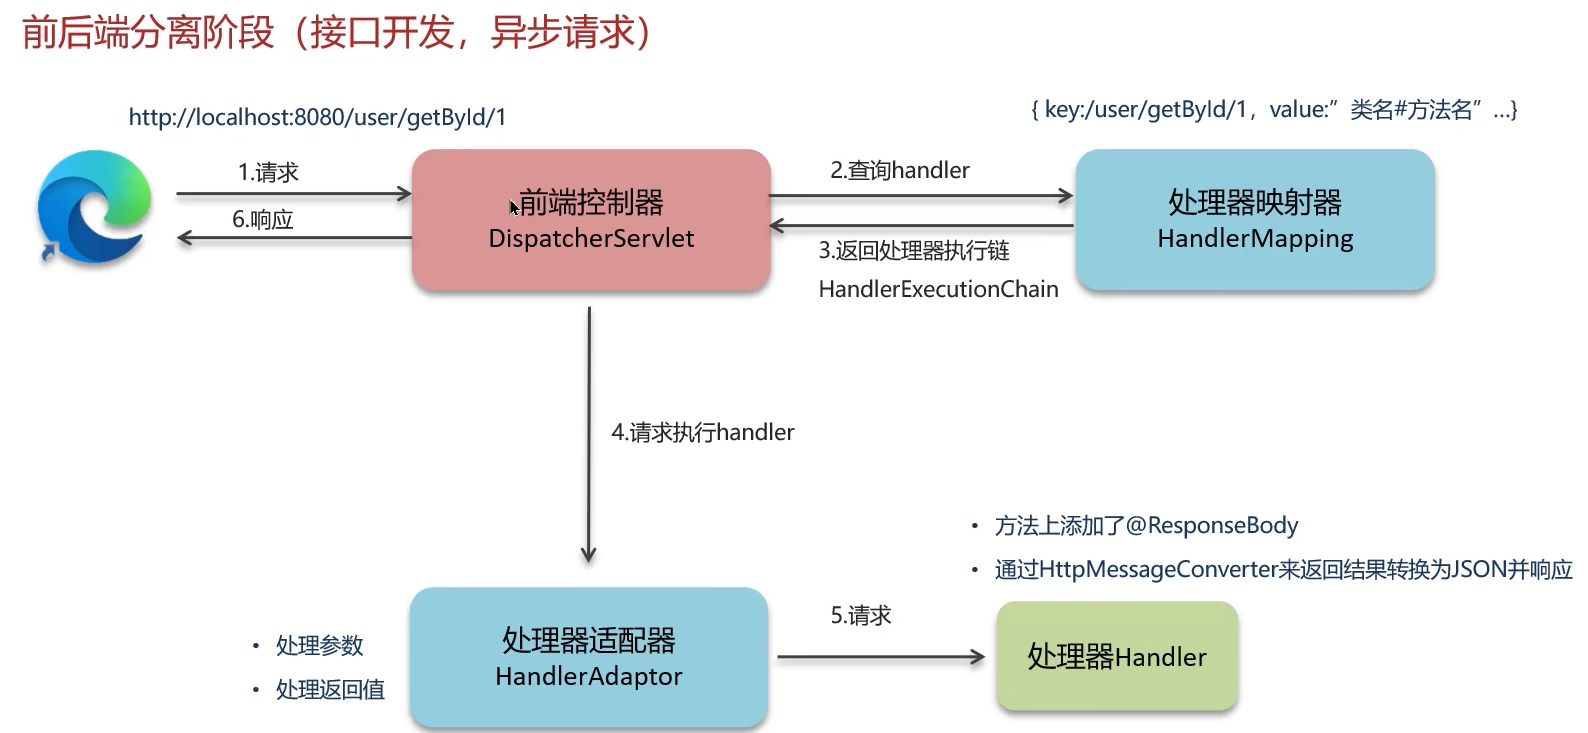 前后端分离阶段（接口开发，异步请求）
http://localhost:8080/user/getById/1
{ key:/user/getById/1，value:”类名#方法名”...}
1.请求
6.响应
前端控制器
DispatcherServlet
2.查询handler
3.返回处理器执行链
HandlerExecutionChain
处理器映射器
HandlerMapping
4.请求执行handler
• 方法上添加了@ResponseBody
• 通过HttpMessageConverter来返回结果转换为JSON并响应
• 处理参数
• 处理返回值
处理器适配器
HandlerAdaptor
5.请求
处理器Handler